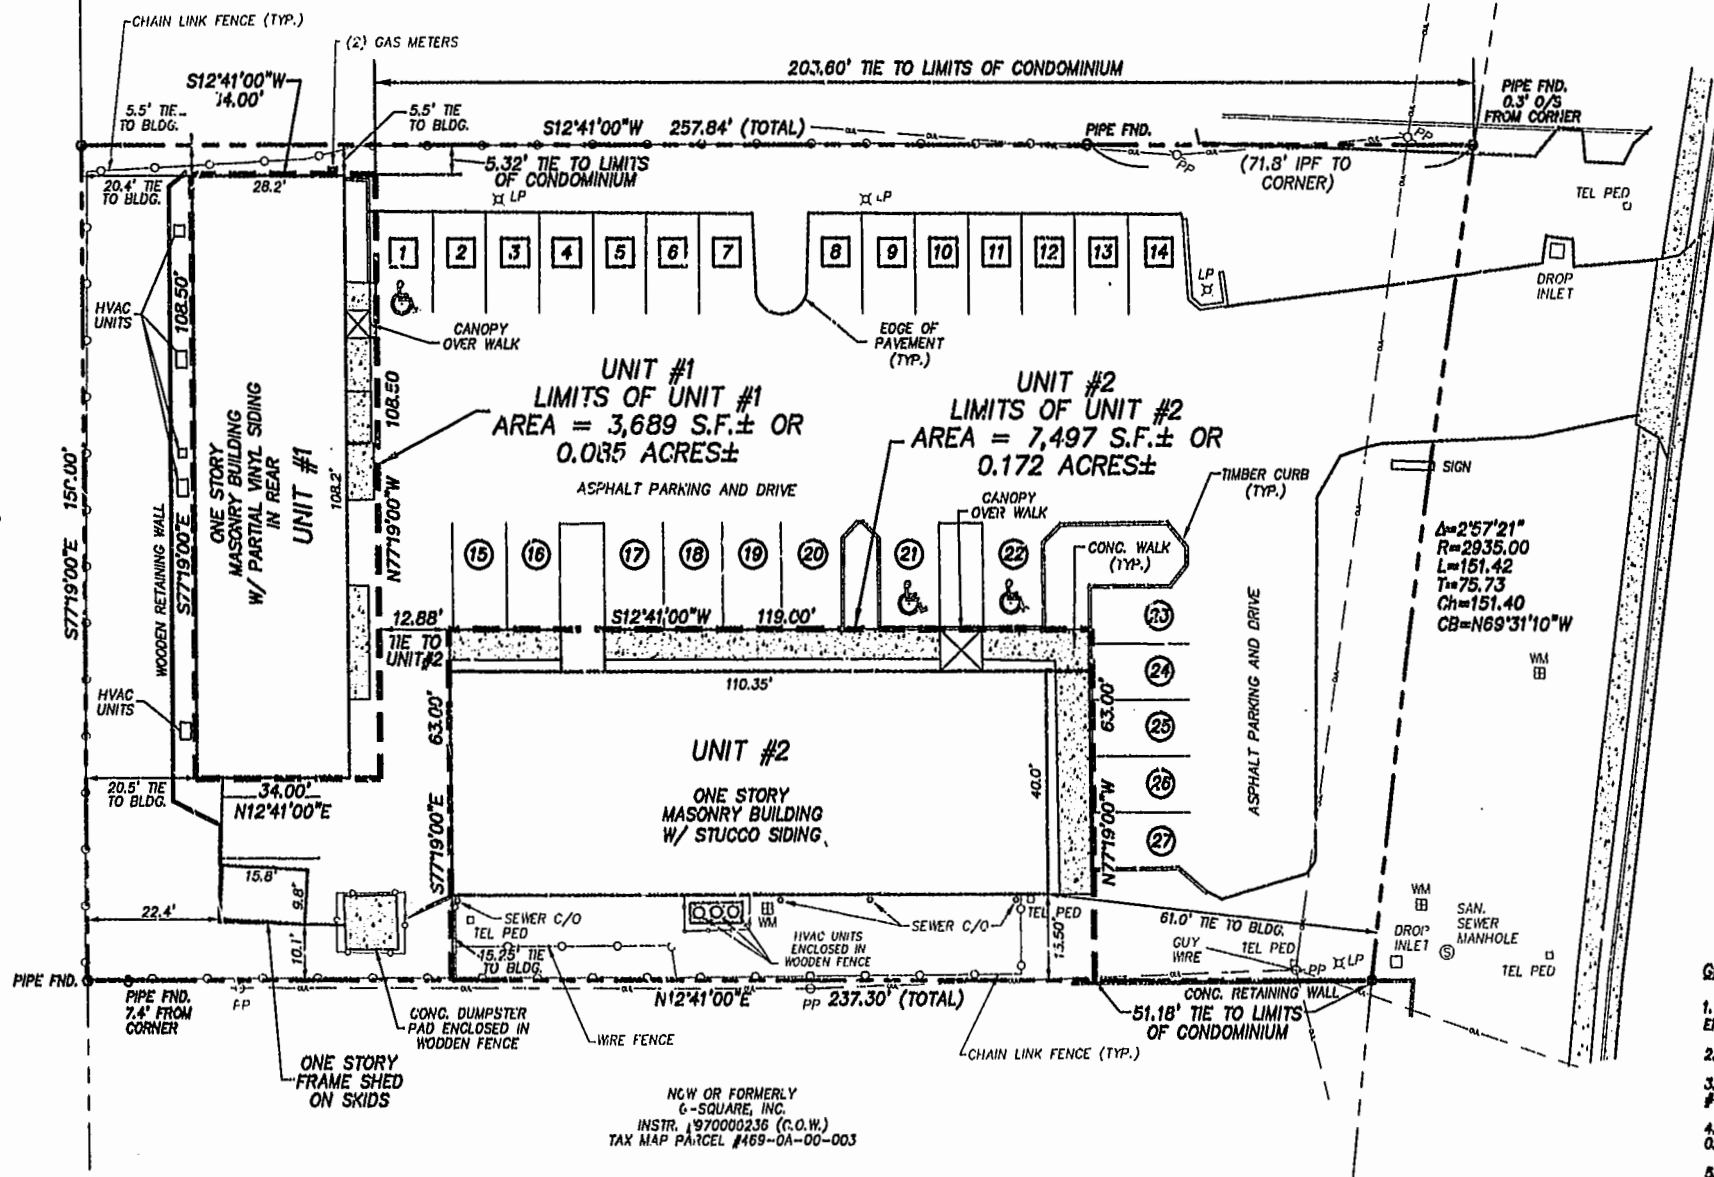 CHAIN LINK FENCE (TYP.)
(2) GAS METERS
S12°41'00"W
5.5' TIE
TO BLDG.
5.5' TIE
TO BLDG.
203.60' TIE TO LIMITS OF CONDOMINIUM
PIPE FND.
0.3' O/S
FROM CORNER
S12°41'00"W 257.84' (TOTAL)
PIPE FND.
PP
PP
5.32' TIE TO LIMITS
OF CONDOMINIUM
(71.8' IPF TO
CORNER)
20.4' TIE
TO BLDG.
28.2'
LP
LP
TEL PED
1
2
3
4
5
6
7
8
9
10
11
12
13
14
LP
DROP
INLET
HVAC
UNITS
108.50'
CANOPY
OVER WALK
EDGE OF
PAVEMENT
(TYP.)
UNIT #1
LIMITS OF UNIT #1
AREA = 3,689 S.F.± OR
0.085 ACRES±
UNIT #2
LIMITS OF UNIT #2
AREA = 7,497 S.F.± OR
0.172 ACRES±
108.50
ONE STORY
MASONRY BUILDING
W/ PARTIAL VINYL SIDING
IN REAR
UNIT #1
108.2'
ASPHALT PARKING AND DRIVE
CANOPY
OVER WALK
TIMBER CURB
(TYP.)
SIGN
S77°19'00"E 150.00'
WOODEN RETAINING WALL
S77°19'00"E
N77°19'00"W
15
16
17
18
19
20
21
22
CONC. WALK
(TYP.)
Δ=2°57'21"
R=2935.00
L=151.42
T=75.73
Ch=151.40
CB=N69°31'10"W
12.88'
TIE TO
UNIT#2
S12°41'00"W 119.00'
23
24
25
26
27
ASPHALT PARKING AND DRIVE
WM
110.35'
HVAC
UNITS
63.00'
S77°19'00"E
63.00'
N77°19'00"W
UNIT #2
ONE STORY
MASONRY BUILDING
W/ STUCCO SIDING
40.0'
20.5' TIE
TO BLDG.
34.00'
N12°41'00"E
15.8'
9.8'
22.4'
10.1'
SEWER C/O
TEL PED
15.25' TIE
TO BLDG.
WM
HVAC UNITS
ENCLOSED IN
WOODEN FENCE
SEWER C/O
TEL PED
61.0' TIE TO BLDG.
GUY
WIRE
TEL PED
PP
LP
DROP
INLET
WM
SAN.
SEWER
MANHOLE
S
TEL PED
PIPE FND.
PIPE FND.
7.4' FROM
CORNER
PP
N12°41'00"E 237.30' (TOTAL)
PP
CONC. RETAINING WALL
51.18' TIE TO LIMITS
OF CONDOMINIUM
CONC. DUMPSTER
PAD ENCLOSED IN
WOODEN FENCE
WIRE FENCE
CHAIN LINK FENCE (TYP.)
ONE STORY
FRAME SHED
ON SKIDS
NOW OR FORMERLY
G-SQUARE, INC.
INSTR. 970000236 (C.O.W.)
TAX MAP PARCEL #469-0A-00-003
1.
2.
3.
4.
5.